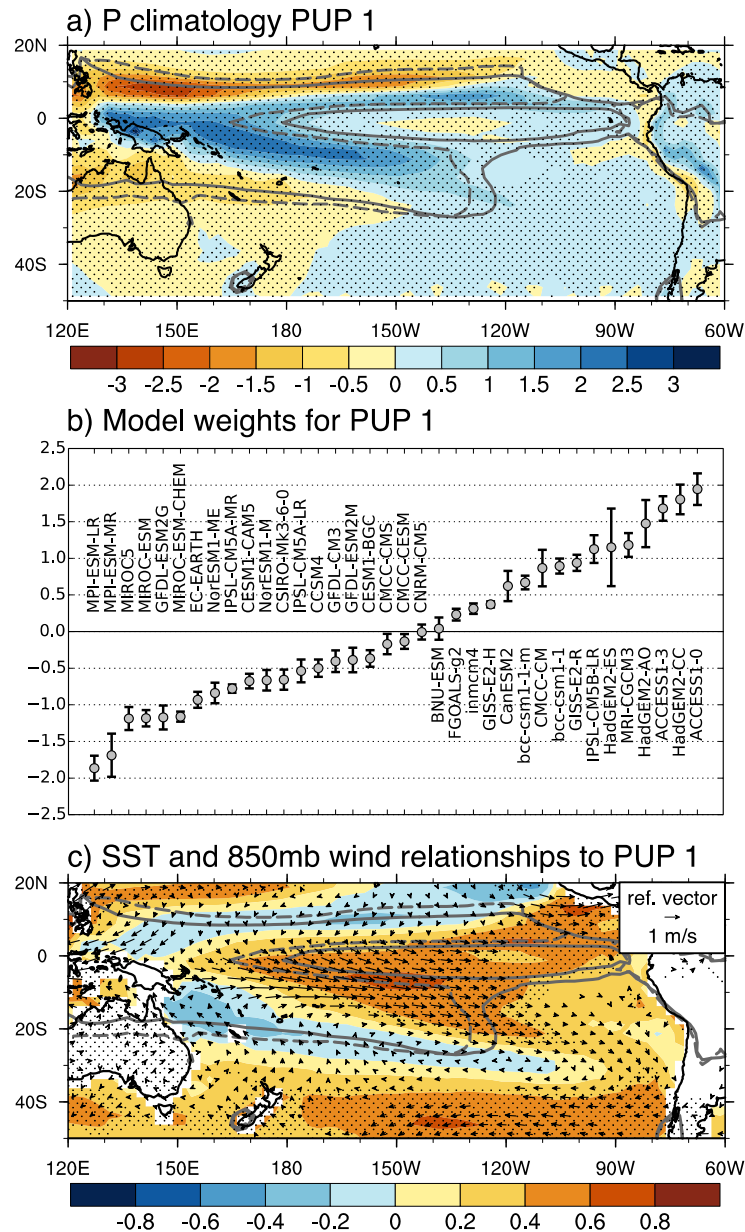 a) P climatology PUP 1
20N
0
20S
40S
120E 150E 180 150W 120W 90W 60W
-3 -2.5 -2 -1.5 -1 -0.5 0 0.5 1 1.5 2 2.5 3
b) Model weights for PUP 1
2.5
2.0
1.5
1.0
0.5
0.0
−0.5
−1.0
−1.5
−2.0
−2.5
MPI-ESM-LR
MPI-ESM-MR
MIROC5
MIROC-ESM
GFDL-ESM2G
MIROC-ESM-CHEM
EC-EARTH
NorESM1-ME
IPSL-CM5A-MR
CESM1-CAM5
NorESM1-M
CSIRO-Mk3-6-0
IPSL-CM5A-LR
CCSM4
GFDL-CM3
GFDL-ESM2M
CESM1-BGC
CMCC-CMS
CMCC-CESM
CNRM-CM5
BNU-ESM
FGOALS-g2
inmcm4
GISS-E2-H
CanESM2
bcc-csm1-1-m
CMCC-CM
bcc-csm1-1
GISS-E2-R
IPSL-CM5B-LR
HadGEM2-ES
MRI-CGCM3
HadGEM2-AO
ACCESS1-3
HadGEM2-CC
ACCESS1-0
c) SST and 850mb wind relationships to PUP 1
20N
0
20S
40S
ref. vector
1 m/s
120E 150E 180 150W 120W 90W 60W
-0.8 -0.6 -0.4 -0.2 0 0.2 0.4 0.6 0.8